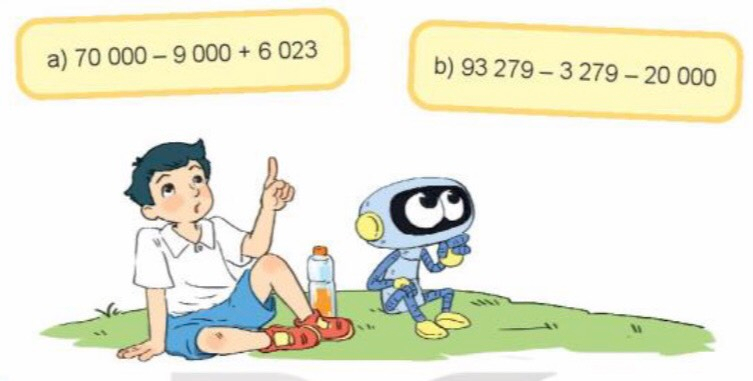 a) 70 000 – 9 000 + 6 023
b) 93 279 – 3 279 – 20 000